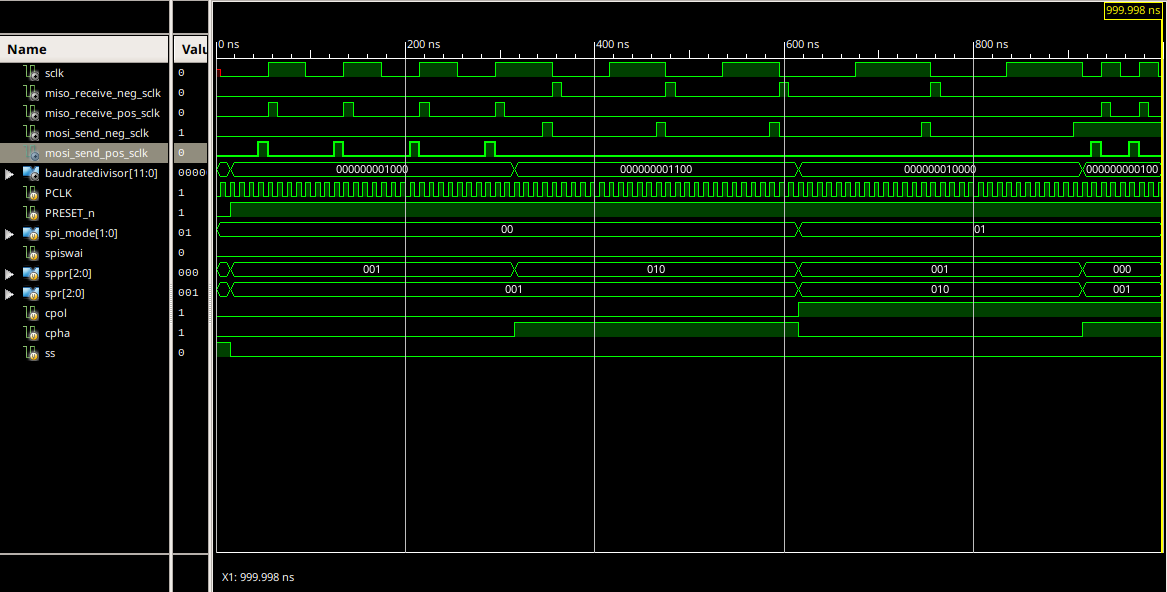 999.998 ns
Name Valu
0 ns 200 ns 400 ns 600 ns 800 ns
sclk 0
miso_receive_neg_sclk 0
miso_receive_pos_sclk 0
mosi_send_neg_sclk 1
mosi_send_pos_sclk 0
baudratedivisor[11:0] 0000 000000001000 000000001100 000000010000 000000000100
PCLK 1
PRESET_n 1
spi_mode[1:0] 01 00 01
spiswai 0
sppr[2:0] 000 001 010 001 000
spr[2:0] 001 001 010 001
cpol 1
cpha 1
ss 0
X1: 999.998 ns